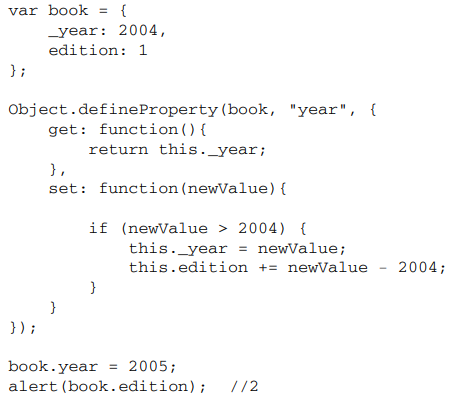 var book = {
    _year: 2004,
    edition: 1
};

Object.defineProperty(book, "year", {
    get: function(){
        return this._year;
    },
    set: function(newValue){

        if (newValue > 2004) {
            this._year = newValue;
            this.edition += newValue - 2004;
        }
    }
});

book.year = 2005;
alert(book.edition);  //2